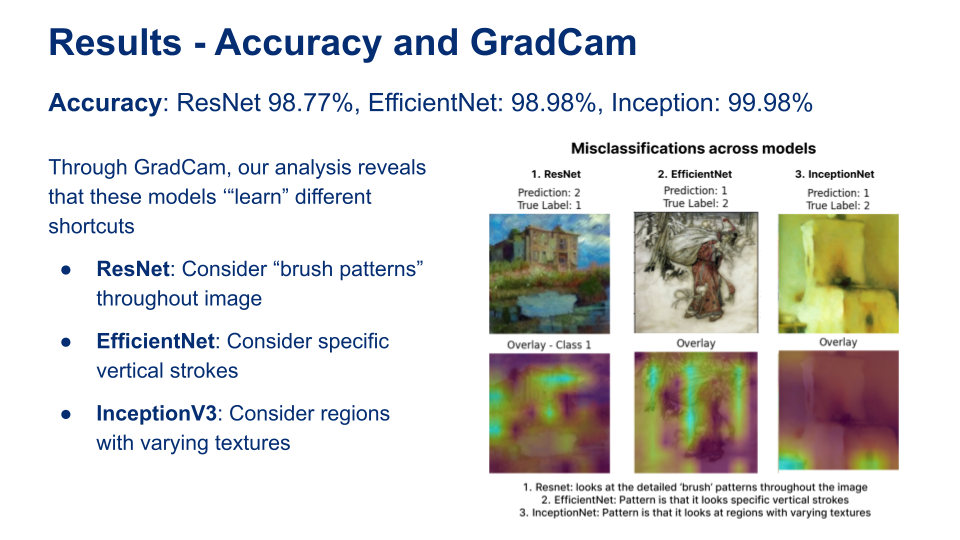 Results - Accuracy and GradCam
Accuracy: ResNet 98.77%, EfficientNet: 98.98%, Inception: 99.98%
Through GradCam, our analysis reveals
that these models ‘“learn” different
shortcuts
● ResNet: Consider “brush patterns”
throughout image
● EfficientNet: Consider specific
vertical strokes
● InceptionV3: Consider regions
with varying textures
Misclassifications across models
1. ResNet
Prediction: 2
True Label: 1
Overlay - Class 1
2. EfficientNet
Prediction: 1
True Label: 2
Overlay
3. InceptionNet
Prediction: 1
True Label: 2
Overlay
1. Resnet: looks at the detailed ‘brush’ patterns throughout the image
2. EfficientNet: Pattern is that it looks specific vertical strokes
3. InceptionNet: Pattern is that it looks at regions with varying textures